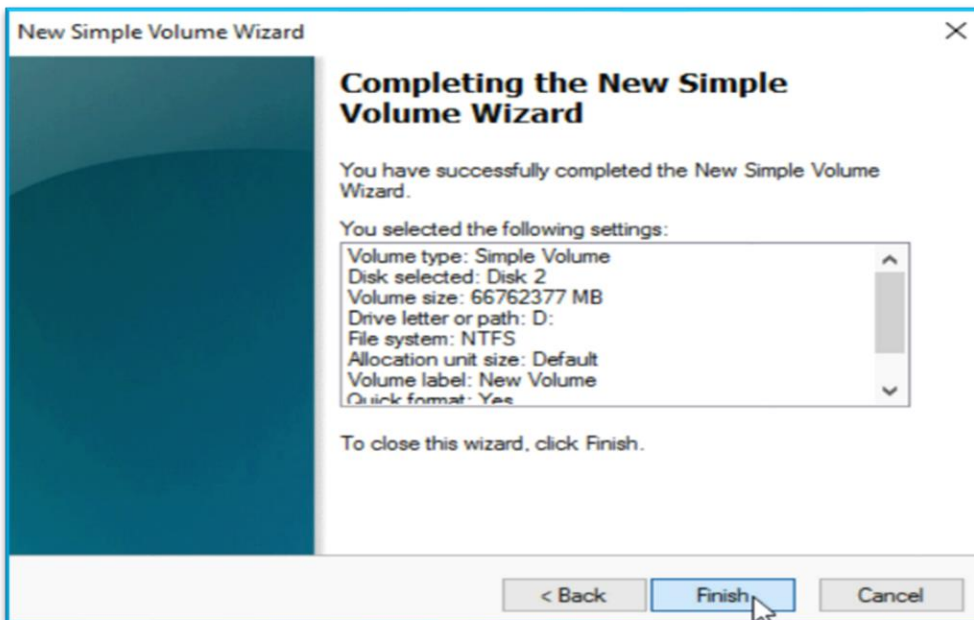 New Simple Volume Wizard
Completing the New Simple
Volume Wizard
You have successfully completed the New Simple Volume
Wizard.
You selected the following settings:
Volume type: Simple Volume
Disk selected: Disk 2
Volume size: 66762377 MB
Drive letter or path: D:
File system: NTFS
Allocation unit size: Default
Volume label: New Volume
Quick format: Yes
To close this wizard, click Finish.
< Back Finish Cancel